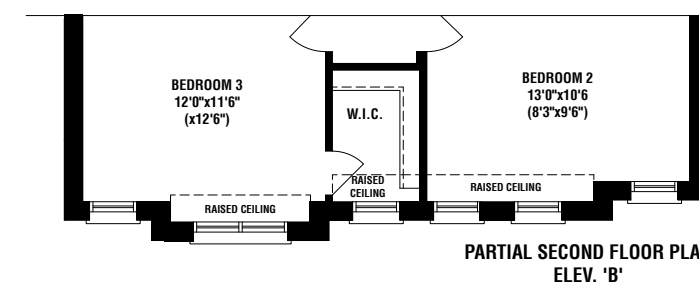 BEDROOM 3
12'0"x11'6"
(x12'6")
W.I.C.
BEDROOM 2
13'0"x10'6
(8'3"x9'6")
RAISED
CEILING
RAISED CEILING
RAISED CEILING
PARTIAL SECOND FLOOR PLA
ELEV. 'B'